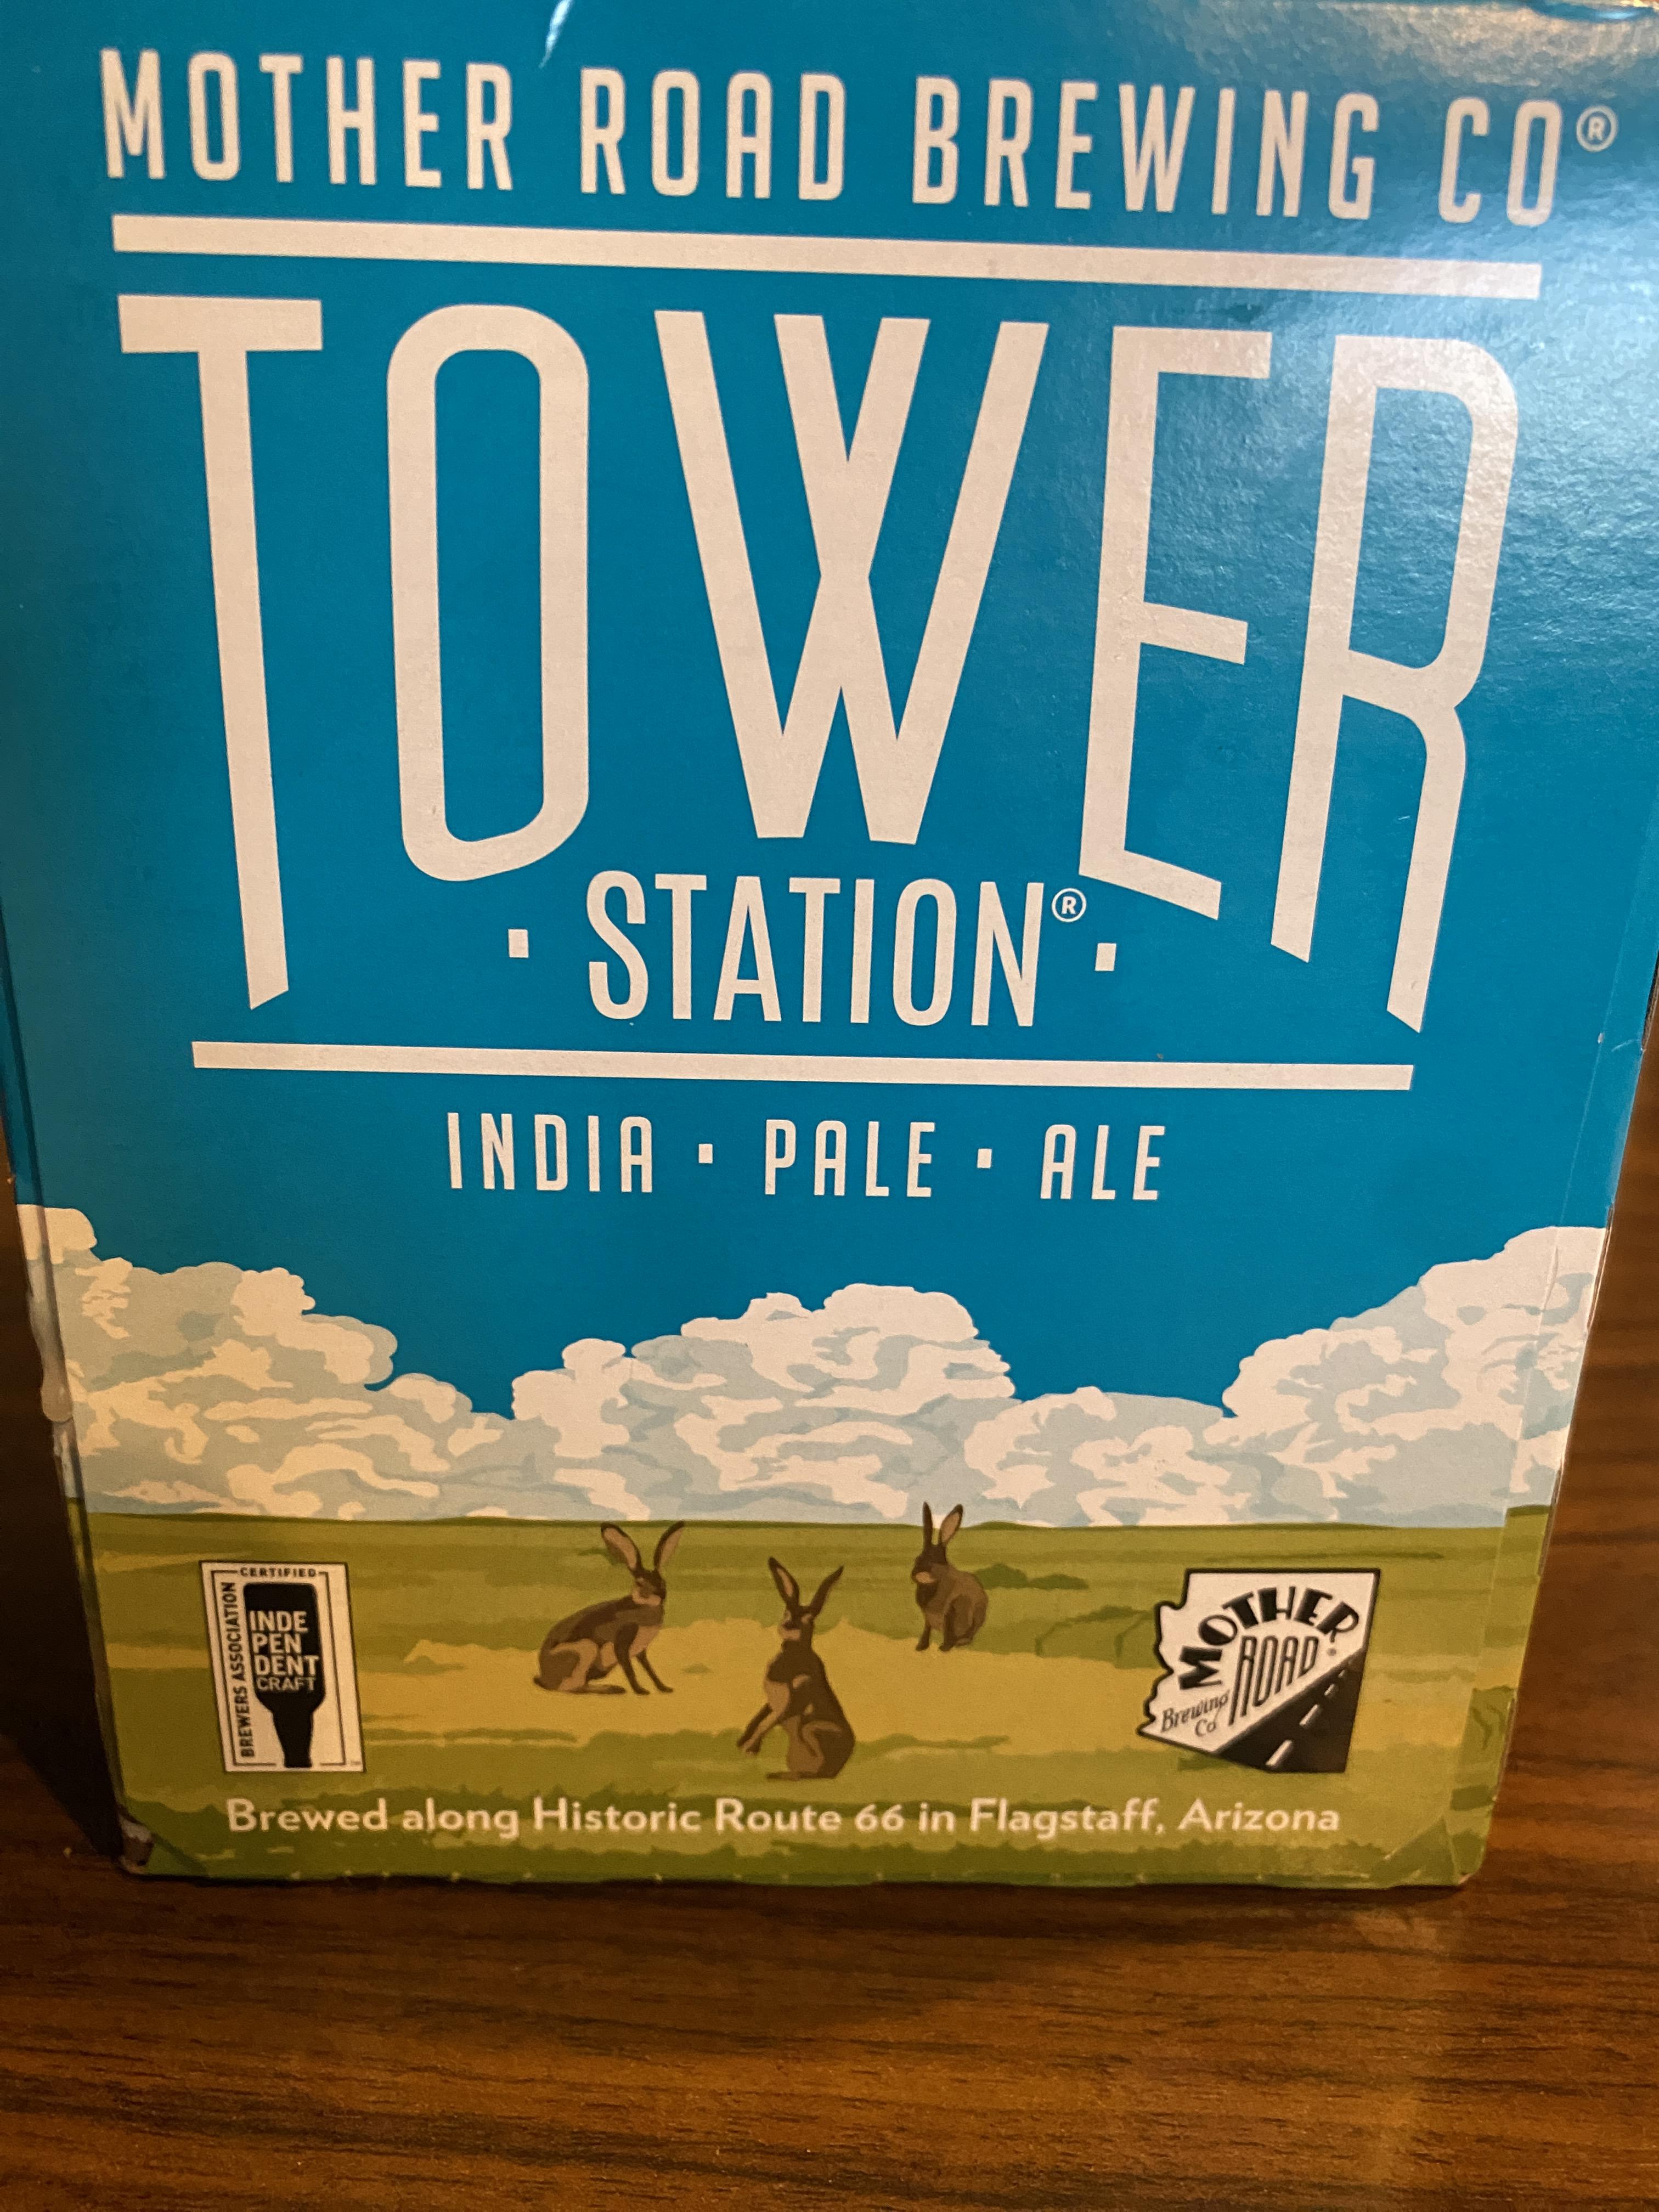 MOTHER ROAD BREWING CO®
TOWER
· STATION® ·
INDIA · PALE · ALE
CERTIFIED
INDE
PEN
DENT
CRAFT
BREWERS ASSOCIATION
MOTHER
ROAD®
Brewing
Co
Brewed along Historic Route 66 in Flagstaff, Arizona